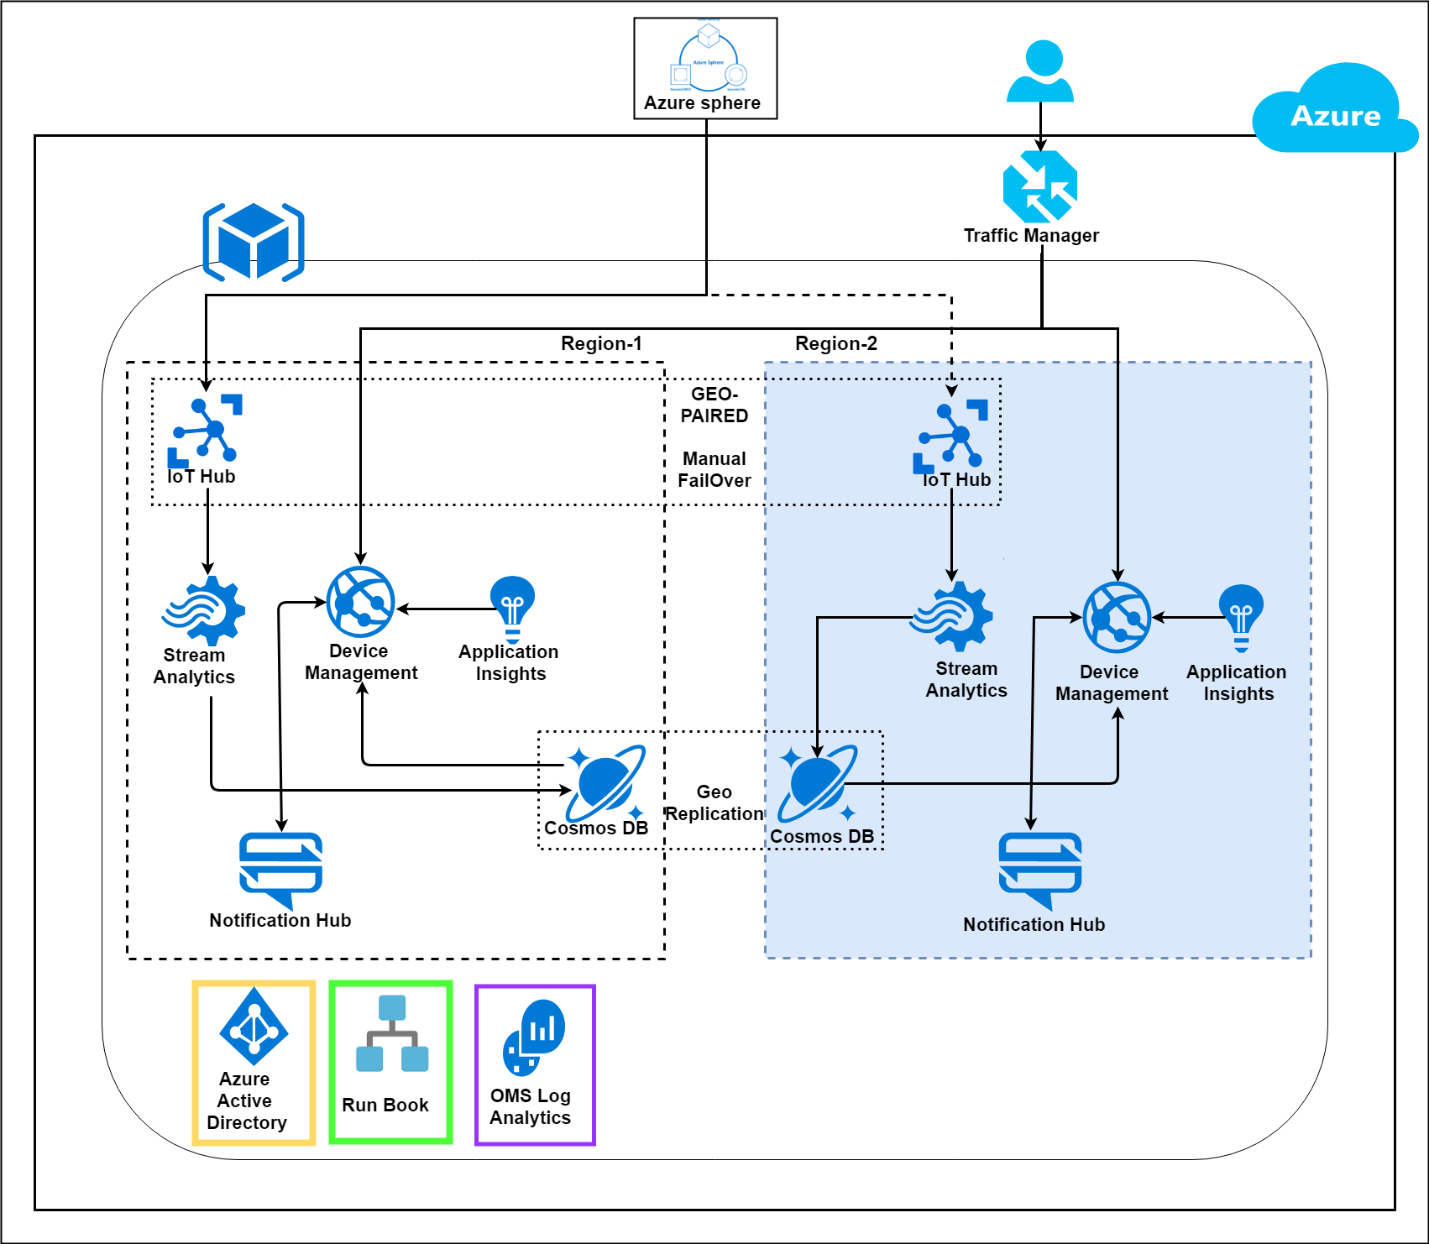 Azure Sphere
Azure sphere
Azure
Traffic Manager
Region-1
Region-2
GEO-
PAIRED
Manual
FailOver
IoT Hub
IoT Hub
Stream
Analytics
Device
Management
Application
Insights
Stream
Analytics
Device
Management
Application
Insights
Cosmos DB
Geo
Replication
Cosmos DB
Notification Hub
Notification Hub
Azure
Active
Directory
Run Book
OMS Log
Analytics